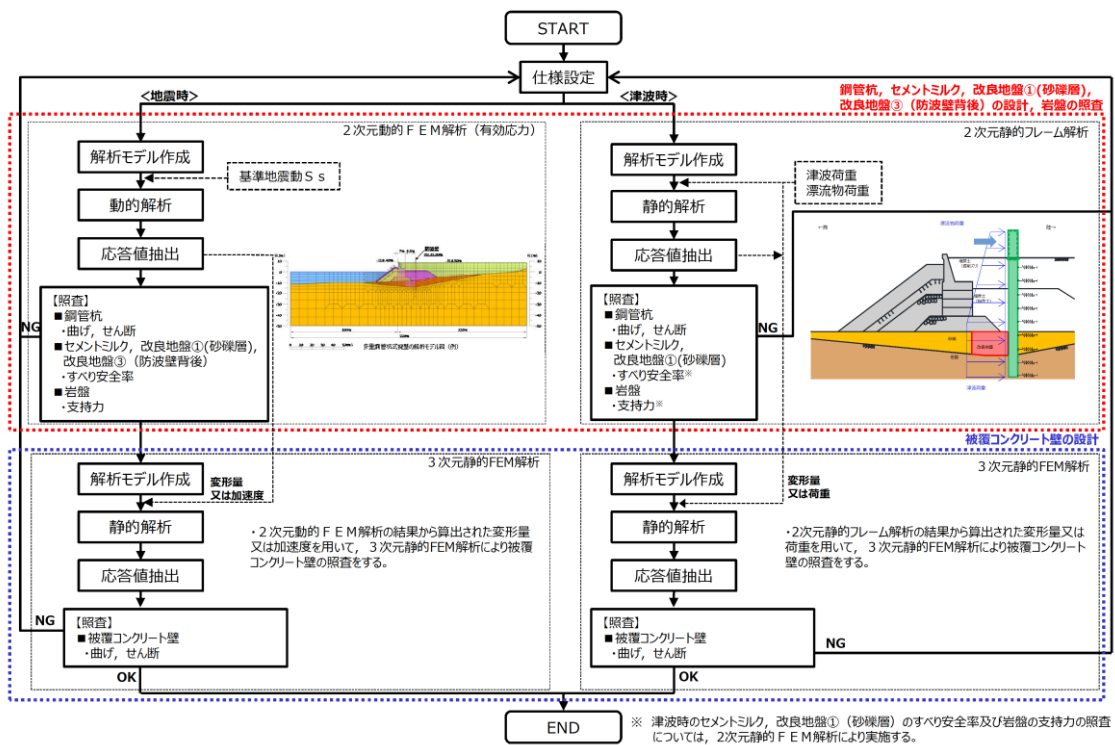 START
仕様設定
<地震時>
<津波時>
鋼管杭，セメントミルク，改良地盤①(砂礫層)，
改良地盤③（防波壁背後）の設計，岩盤の照査
２次元動的ＦＥＭ解析（有効応力）
解析モデル作成
基準地震動Ｓｓ
動的解析
応答値抽出
多重鋼管杭式擁壁の解析モデル図（例）
【照査】
■鋼管杭
・曲げ，せん断
■セメントミルク，改良地盤①(砂礫層)，
改良地盤③（防波壁背後）
・すべり安全率
■岩盤
・支持力
NG
２次元静的フレーム解析
解析モデル作成
津波荷重
漂流物荷重
静的解析
応答値抽出
【照査】
■鋼管杭
・曲げ，せん断
■セメントミルク，
改良地盤①(砂礫層)
・すべり安全率※
■岩盤
・支持力※
NG
漂流物荷重
津波荷重
被覆コンクリート壁の設計
３次元静的FEM解析
解析モデル作成
変形量
又は加速度
静的解析
応答値抽出
・２次元動的ＦＥＭ解析の結果から算出された変形量
又は加速度を用いて，３次元静的FEM解析により被覆
コンクリート壁の照査をする。
【照査】
■被覆コンクリート壁
・曲げ，せん断
NG
OK
３次元静的FEM解析
解析モデル作成
変形量
又は荷重
静的解析
応答値抽出
・2次元静的フレーム解析の結果から算出された変形量又は
荷重を用いて，３次元静的FEM解析により被覆コンクリート
壁の照査をする。
【照査】
■被覆コンクリート壁
・曲げ，せん断
NG
OK
END
※　津波時のセメントミルク，改良地盤①（砂礫層）のすべり安全率及び岩盤の支持力の照査
については，2次元静的ＦＥＭ解析により実施する。